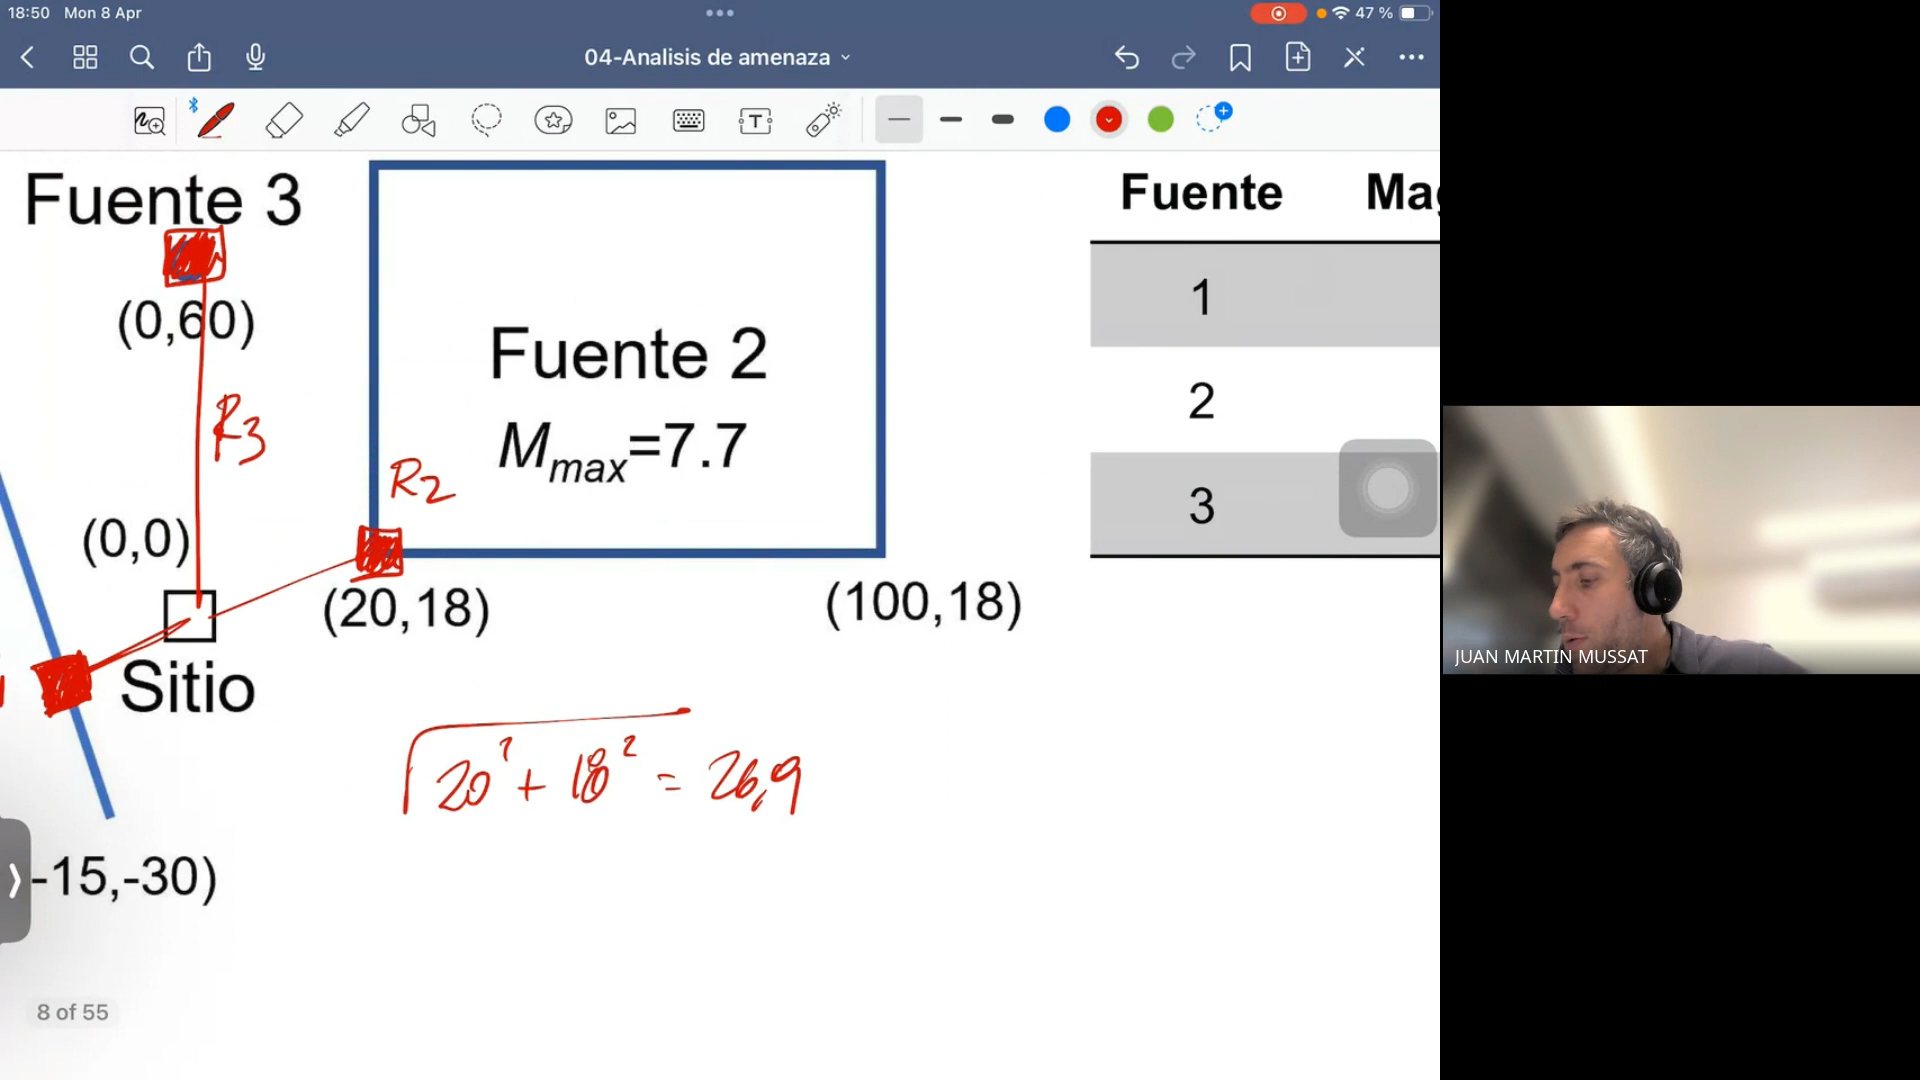 18:50 Mon 8 Apr
47 %
04-Analisis de amenaza
T
Fuente 3
(0,60)
R3
(0,0)
Sitio
-15,-30)
Fuente 2
Mmax=7.7
R2
(20,18)
(100,18)
√20² + 18² = 26,9
Fuente Mag
1
2
3
8 of 55
JUAN MARTIN MUSSAT